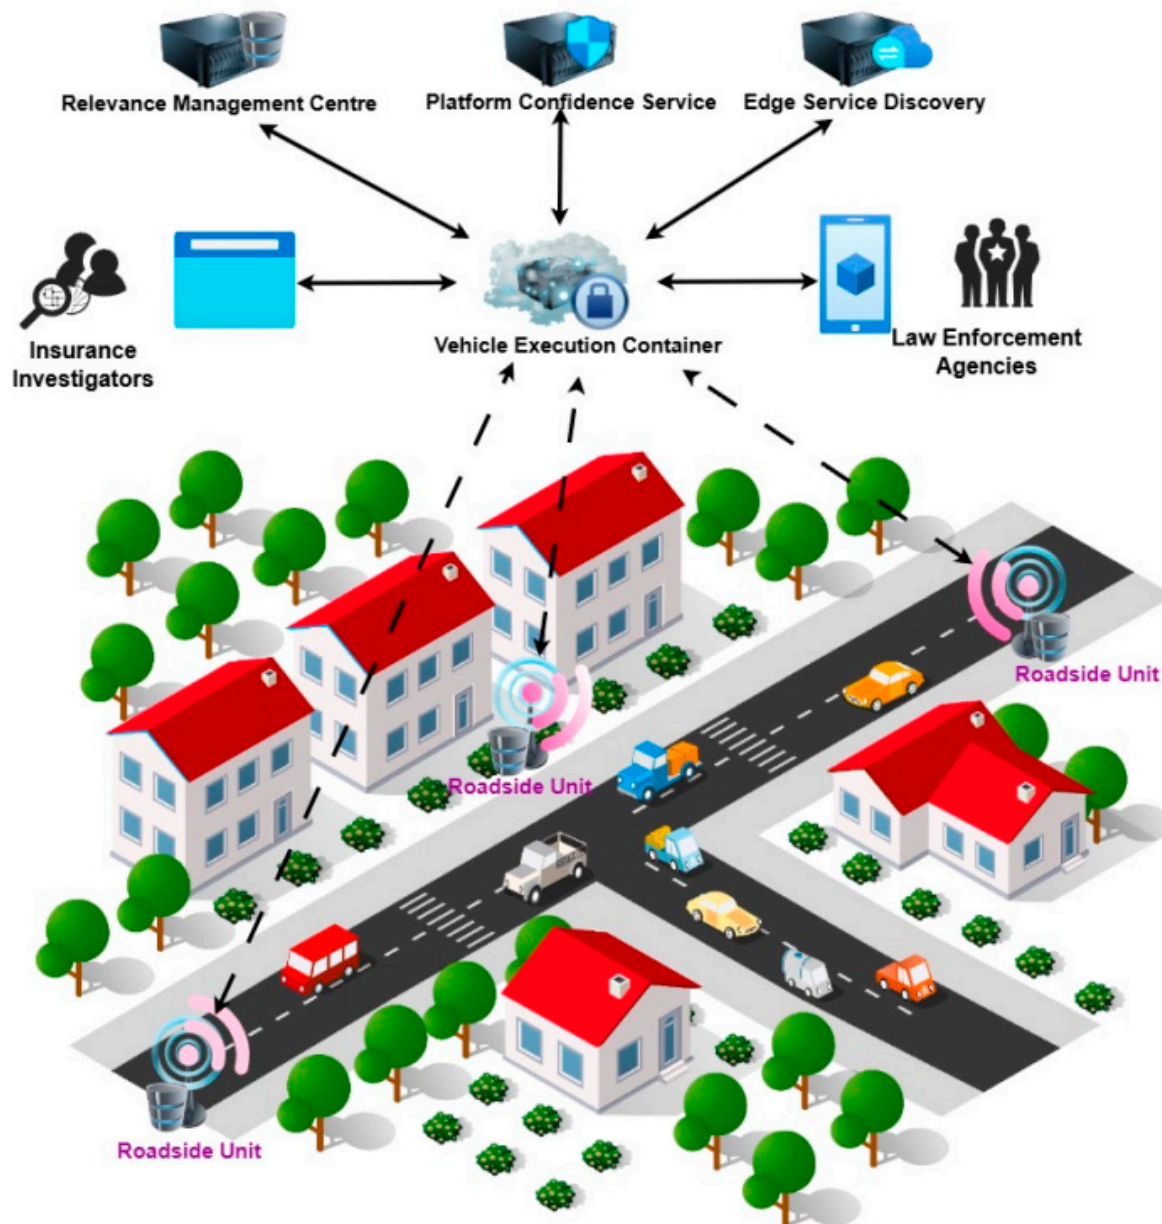 Relevance Management Centre
Platform Confidence Service
Edge Service Discovery
Insurance
Investigators
Vehicle Execution Container
Law Enforcement
Agencies
Roadside Unit
Roadside Unit
Roadside Unit